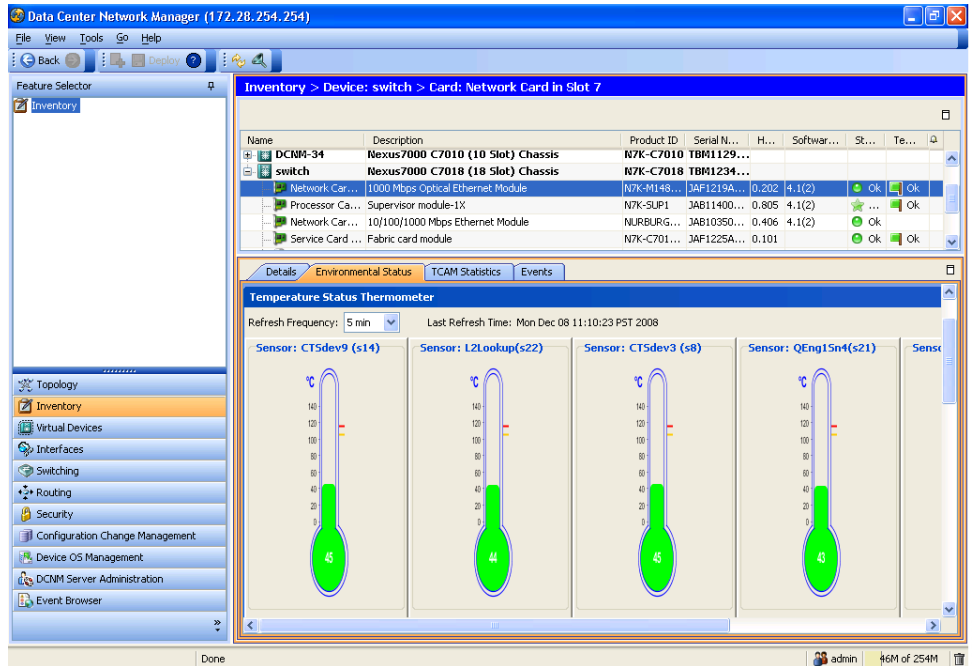 Data Center Network Manager (172.28.254.254)
File View Tools Go Help
Back Deploy
Feature Selector
Inventory
Topology
Inventory
Virtual Devices
Interfaces
Switching
Routing
Security
Configuration Change Management
Device OS Management
DCNM Server Administration
Event Browser
Inventory > Device: switch > Card: Network Card in Slot 7
Name Description Product ID Serial N... H... Softwar... St... Te...
DCNM-34 Nexus7000 C7010 (10 Slot) Chassis N7K-C7010 TBM1129...
switch Nexus7000 C7018 (18 Slot) Chassis N7K-C7018 TBM1234...
Network Car... 1000 Mbps Optical Ethernet Module N7K-M148... JAF1219A... 0.202 4.1(2) Ok Ok
Processor Ca... Supervisor module-1X N7K-SUP1 JAB11400... 0.805 4.1(2) ... Ok
Network Car... 10/100/1000 Mbps Ethernet Module NURBURG... JAB10350... 0.406 4.1(2) Ok
Service Card ... Fabric card module N7K-C701... JAF1225A... 0.101 Ok Ok
Details Environmental Status TCAM Statistics Events
Temperature Status Thermometer
Refresh Frequency: 5 min Last Refresh Time: Mon Dec 08 11:10:23 PST 2008
Sensor: CTSdev9 (s14) Sensor: L2Lookup(s22) Sensor: CTSdev3 (s8) Sensor: QEng1Sn4(s21) Senso
°C °C °C °C
140 140 140 140
120 120 120 120
100 100 100 100
80 80 80 80
60 60 60 60
40 40 40 40
20 20 20 20
0 0 0 0
45 44 45 43
Done admin 46M of 254M